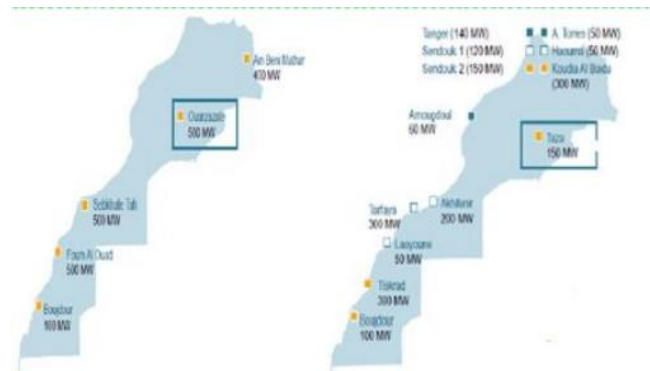 Ain Beni Mathar
400 MW
Ouarzazate
500 MW
Sebkhate Tah
500 MW
Foum Al Ouad
500 MW
Boujdour
100 MW
Tanger (140 MW)
A. Torres (50 MW)
Sendouk 1 (120 MW)
Haouma (50 MW)
Sendouk 2 (150 MW)
Koudia Al Baida
(300 MW)
Amougdoul
60 MW
Taza
150 MW
Tarfaya
300 MW
Akhfenir
200 MW
Laayoune
50 MW
Tiskrad
300 MW
Boujdour
100 MW